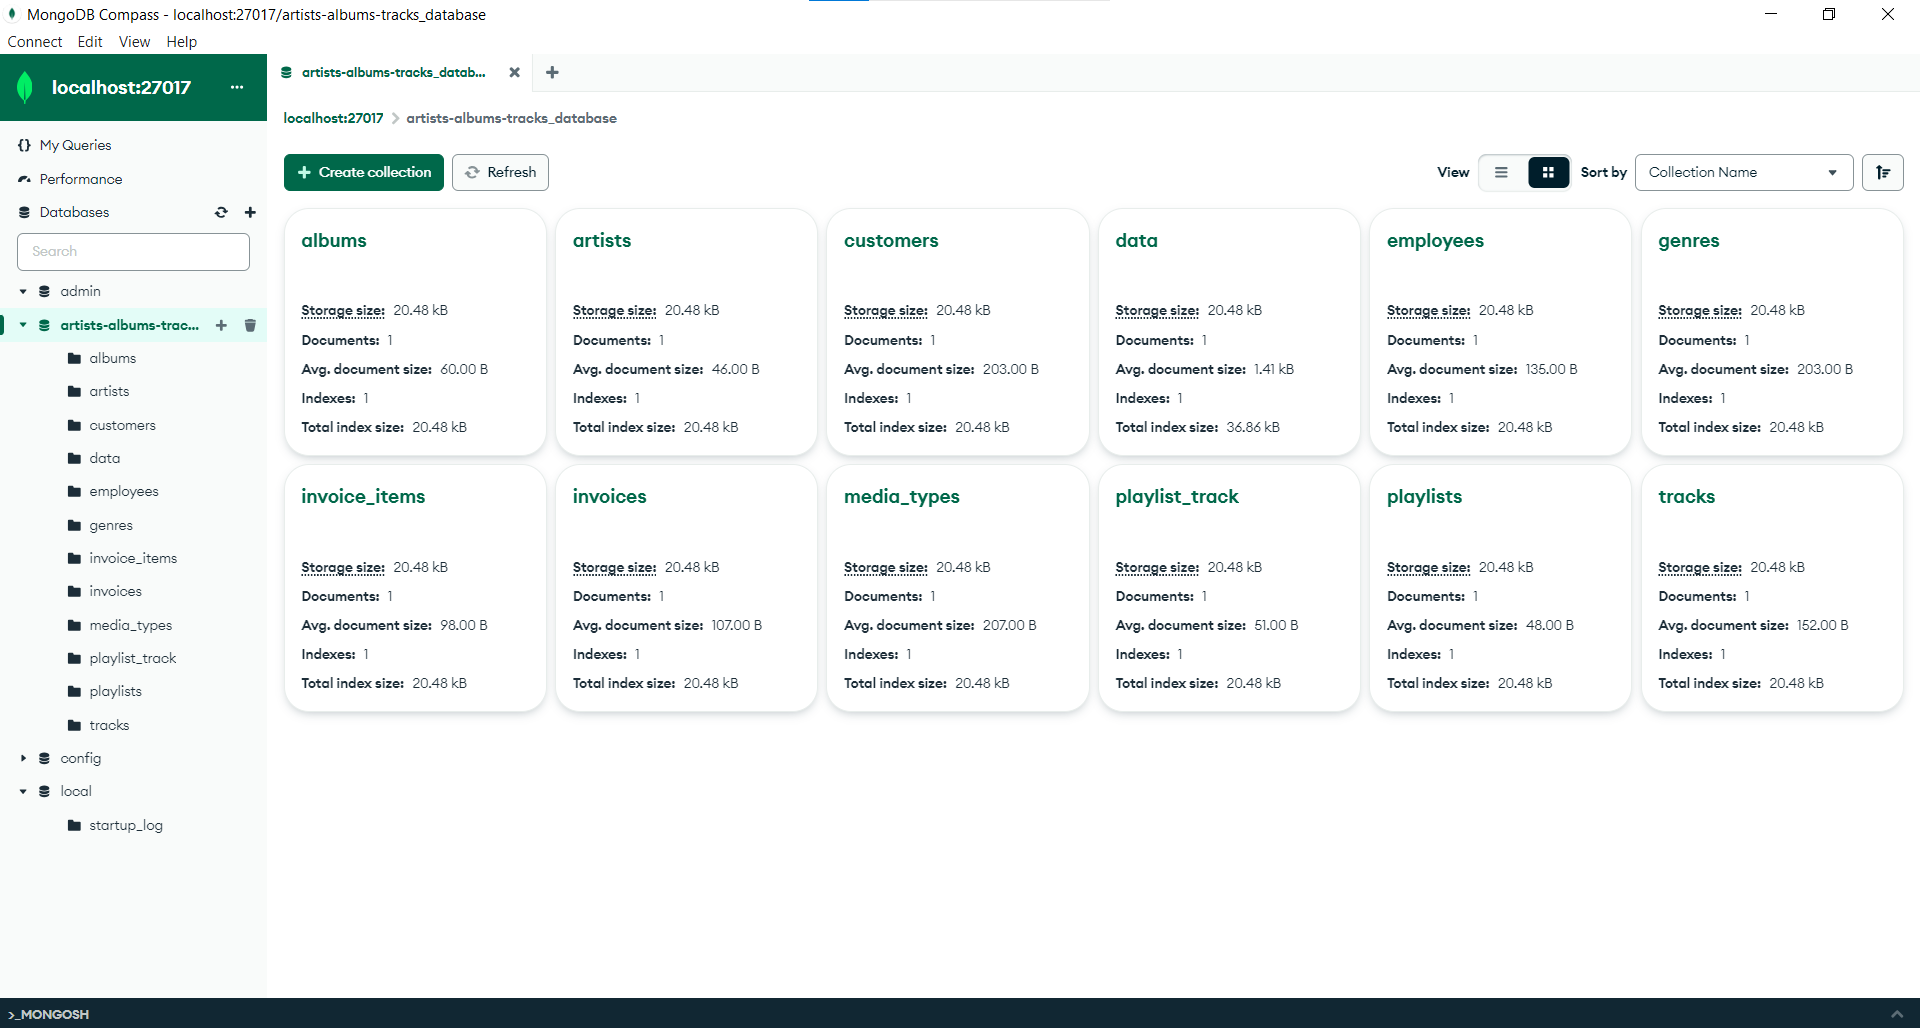 MongoDB Compass - localhost:27017/artists-albums-tracks_database
Connect Edit View Help
localhost:27017 ...
artists-albums-tracks_datab...
localhost:27017 artists-albums-tracks_database
{} My Queries
Performance
Databases
Search
admin
artists-albums-trac...
albums
artists
customers
data
employees
genres
invoice_items
invoices
media_types
playlist_track
playlists
tracks
config
local
startup_log
Create collection Refresh View Sort by Collection Name
albums
Storage size: 20.48 kB
Documents: 1
Avg. document size: 60.00 B
Indexes: 1
Total index size: 20.48 kB
artists
Storage size: 20.48 kB
Documents: 1
Avg. document size: 46.00 B
Indexes: 1
Total index size: 20.48 kB
customers
Storage size: 20.48 kB
Documents: 1
Avg. document size: 203.00 B
Indexes: 1
Total index size: 20.48 kB
data
Storage size: 20.48 kB
Documents: 1
Avg. document size: 1.41 kB
Indexes: 1
Total index size: 36.86 kB
employees
Storage size: 20.48 kB
Documents: 1
Avg. document size: 135.00 B
Indexes: 1
Total index size: 20.48 kB
genres
Storage size: 20.48 kB
Documents: 1
Avg. document size: 203.00 B
Indexes: 1
Total index size: 20.48 kB
invoice_items
Storage size: 20.48 kB
Documents: 1
Avg. document size: 98.00 B
Indexes: 1
Total index size: 20.48 kB
invoices
Storage size: 20.48 kB
Documents: 1
Avg. document size: 107.00 B
Indexes: 1
Total index size: 20.48 kB
media_types
Storage size: 20.48 kB
Documents: 1
Avg. document size: 207.00 B
Indexes: 1
Total index size: 20.48 kB
playlist_track
Storage size: 20.48 kB
Documents: 1
Avg. document size: 51.00 B
Indexes: 1
Total index size: 20.48 kB
playlists
Storage size: 20.48 kB
Documents: 1
Avg. document size: 48.00 B
Indexes: 1
Total index size: 20.48 kB
tracks
Storage size: 20.48 kB
Documents: 1
Avg. document size: 152.00 B
Indexes: 1
Total index size: 20.48 kB
>_MONGOSH